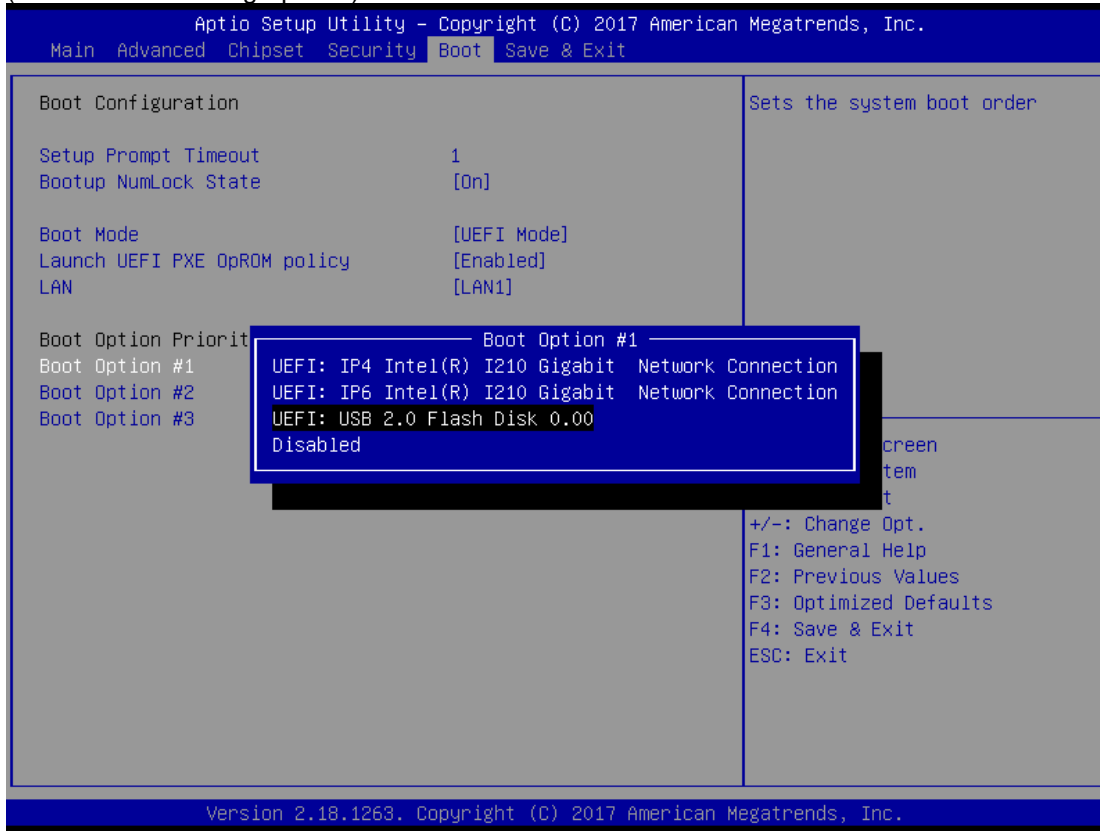 Aptio Setup Utility – Copyright (C) 2017 American Megatrends, Inc.
Main Advanced Chipset Security Boot Save & Exit
Boot Configuration
Setup Prompt Timeout 1
Bootup NumLock State [On]
Boot Mode [UEFI Mode]
Launch UEFI PXE OpROM policy [Enabled]
LAN [LAN1]
Boot Option Priorit
Boot Option #1
Boot Option #2
Boot Option #3
Boot Option #1
UEFI: IP4 Intel(R) I210 Gigabit Network Connection
UEFI: IP6 Intel(R) I210 Gigabit Network Connection
UEFI: USB 2.0 Flash Disk 0.00
Disabled
Sets the system boot order
creen
tem
t
+/-: Change Opt.
F1: General Help
F2: Previous Values
F3: Optimized Defaults
F4: Save & Exit
ESC: Exit
Version 2.18.1263. Copyright (C) 2017 American Megatrends, Inc.